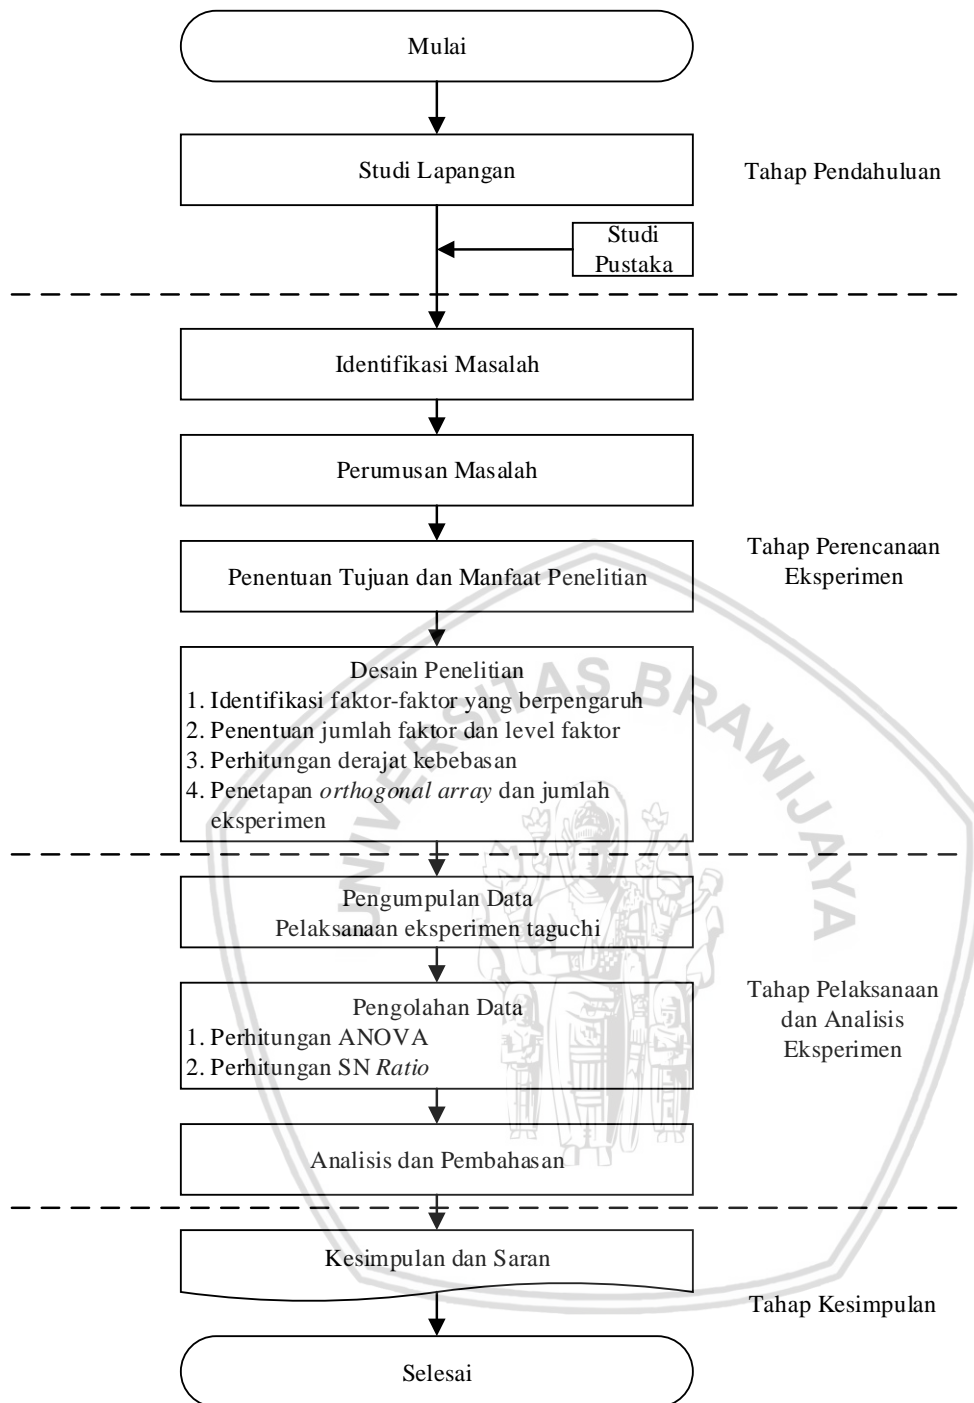 Mulai
Studi Lapangan
Tahap Pendahuluan
Studi
Pustaka
Identifikasi Masalah
Perumusan Masalah
Penentuan Tujuan dan Manfaat Penelitian
Tahap Perencanaan
Eksperimen
Desain Penelitian
1. Identifikasi faktor-faktor yang berpengaruh
2. Penentuan jumlah faktor dan level faktor
3. Perhitungan derajat kebebasan
4. Penetapan orthogonal array dan jumlah
eksperimen
UNIVERSITAS BRAWIJAYA
Pengumpulan Data
Pelaksanaan eksperimen taguchi
Pengolahan Data
1. Perhitungan ANOVA
2. Perhitungan SN Ratio
Tahap Pelaksanaan
dan Analisis
Eksperimen
Analisis dan Pembahasan
Kesimpulan dan Saran
Tahap Kesimpulan
Selesai